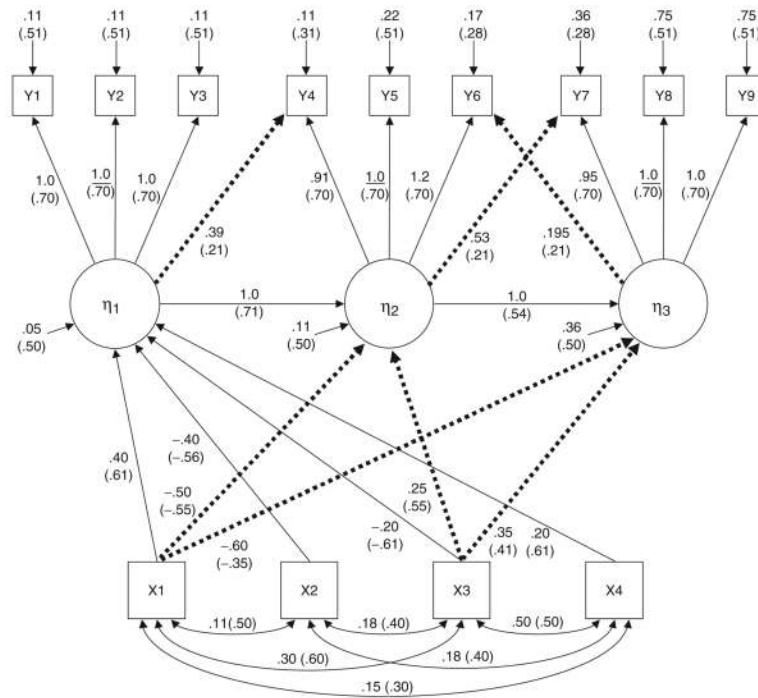 .11 .11 .11 .11 .22 .17 .36 .75 .75
(.51) (.51) (.51) (.31) (.51) (.28) (.28) (.51) (.51)
Y1 Y2 Y3 Y4 Y5 Y6 Y7 Y8 Y9
1.0 1.0 1.0 .91 1.0 1.2 .95 1.0 1.0
(.70) (.70) (.70) (.70) (.70) (.70) (.70) (.70) (.70)
.39 .53 .195
(.21) (.21) (.21)
η1 1.0 η2 1.0 η3
(.71) (.54)
.05 .11 .36
(.50) (.50) (.50)
.40 −.40
(.61) (−.56)
−.50 .25
(−.55) (.55)
−.60 −.20 .35 .20
(−.35) (−.61) (.41) (.61)
X1 X2 X3 X4
.11(.50) .18 (.40) .50 (.50)
.30 (.60) .18 (.40)
.15 (.30)